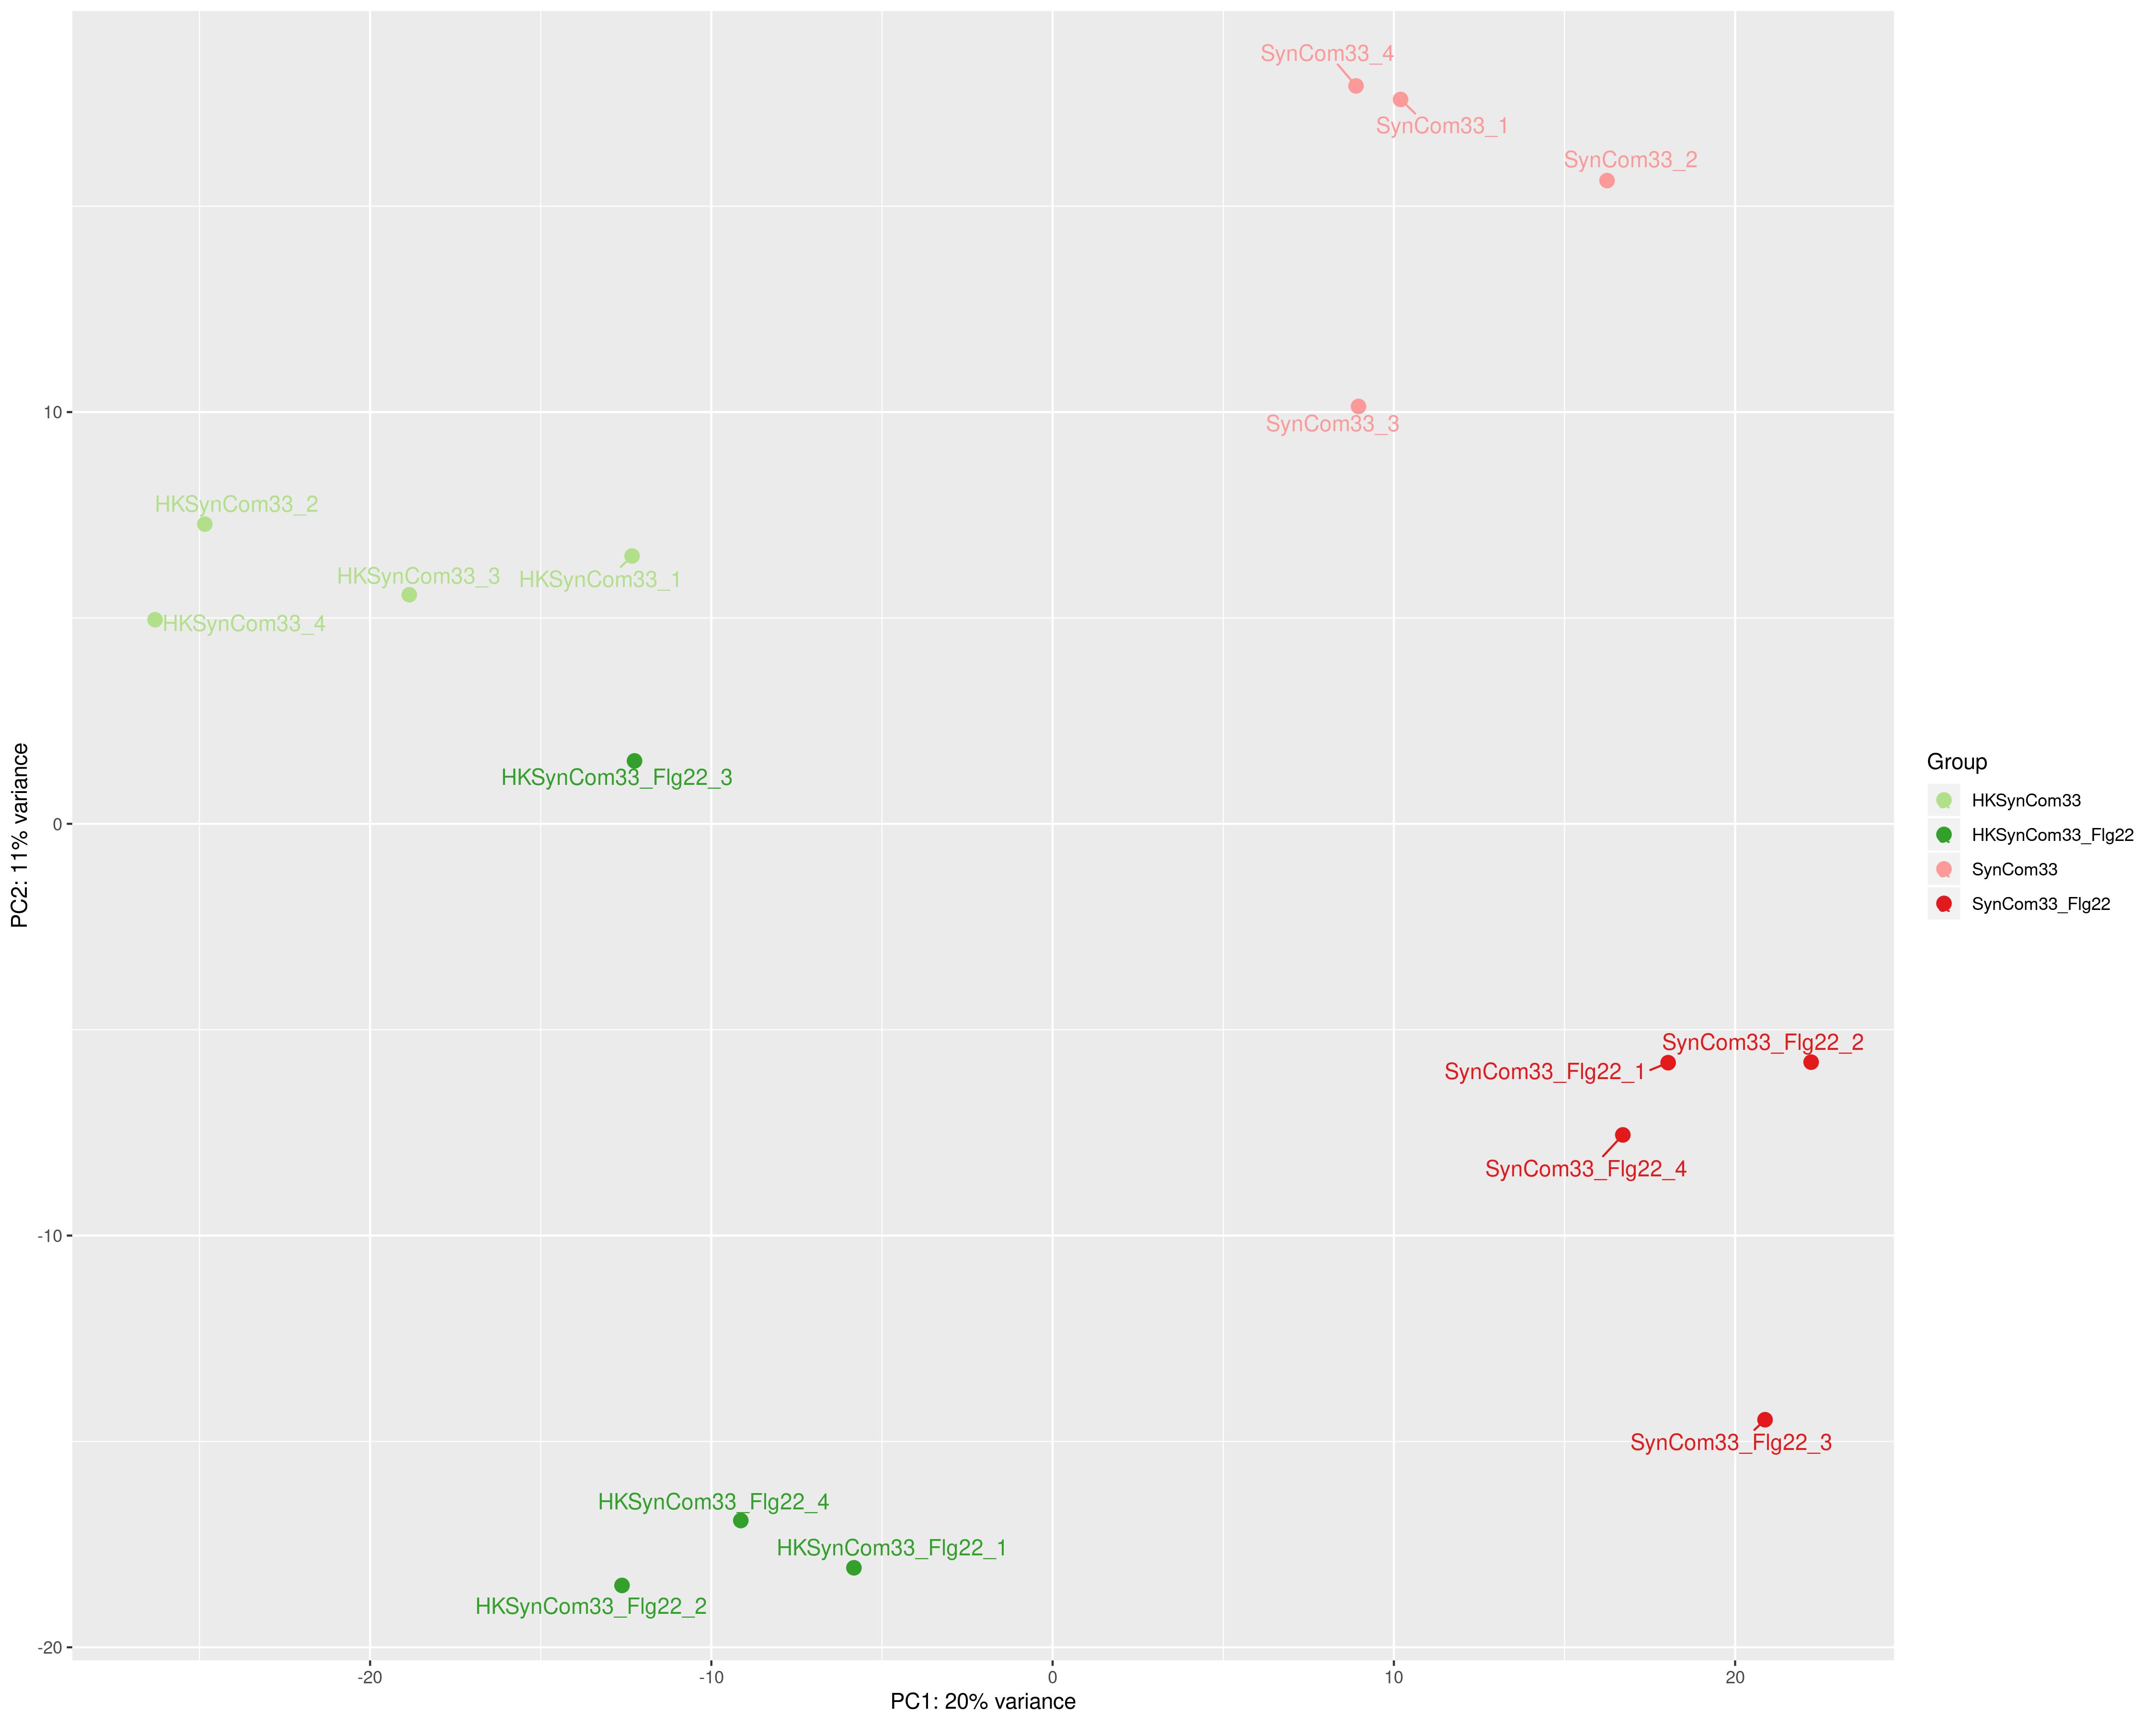 SynCom33_4
SynCom33_1
SynCom33_2
10
SynCom33_3
HKSynCom33_2
HKSynCom33_3
HKSynCom33_1
HKSynCom33_4
HKSynCom33_Flg22_3
0
PC2: 11% variance
Group
HKSynCom33
HKSynCom33_Flg22
SynCom33
SynCom33_Flg22
SynCom33_Flg22_2
SynCom33_Flg22_1
SynCom33_Flg22_4
-10
SynCom33_Flg22_3
HKSynCom33_Flg22_4
HKSynCom33_Flg22_1
HKSynCom33_Flg22_2
-20
-20
-10
0
10
20
PC1: 20% variance